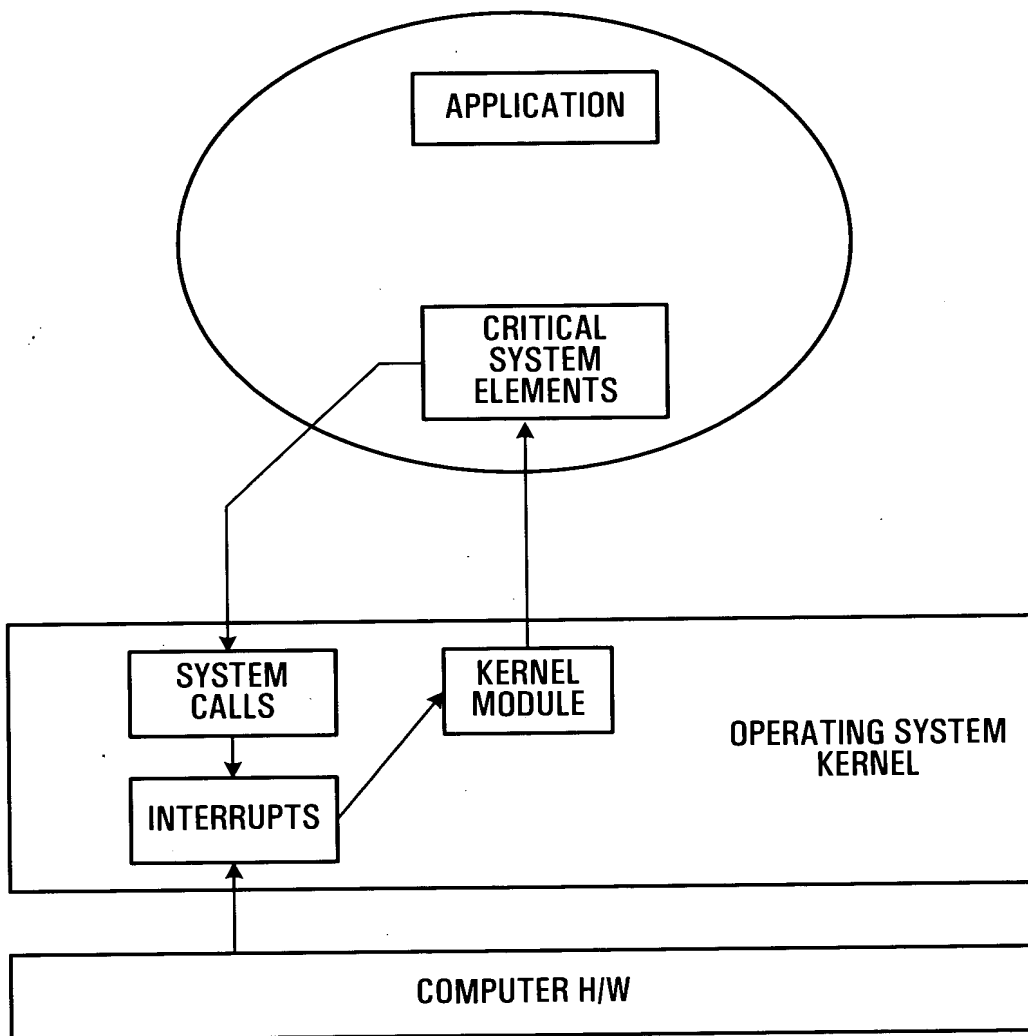 APPLICATION
CRITICAL
SYSTEM
ELEMENTS
SYSTEM
CALLS
KERNEL
MODULE
OPERATING SYSTEM
KERNEL
INTERRUPTS
COMPUTER H/W